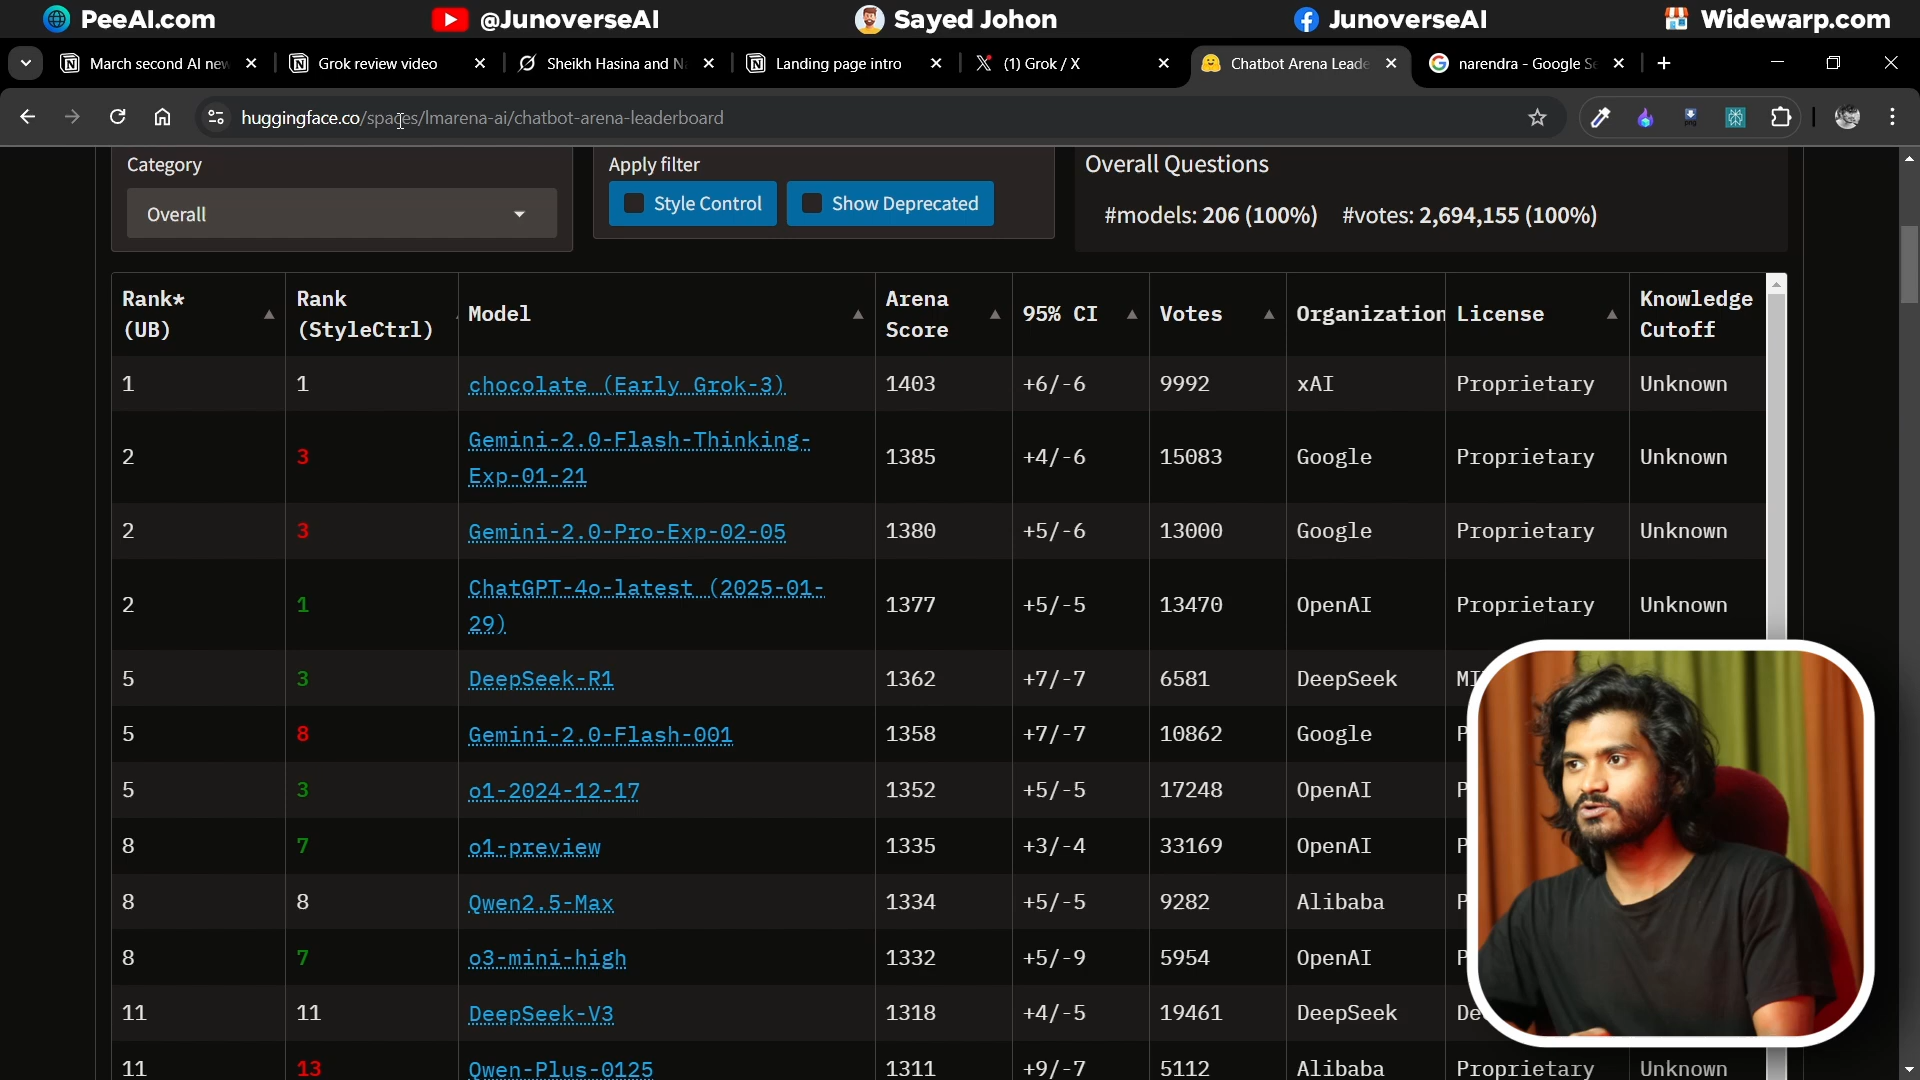 PeeAI.com @JunoverseAI Sayed Johon JunoverseAI Widewarp.com
March second AI new Grok review video Sheikh Hasina and N Landing page intro (1) Grok / X Chatbot Arena Leade narendra - Google Se
huggingface.co/spaces/lmarena-ai/chatbot-arena-leaderboard
Category Apply filter Overall Questions
Overall Style Control Show Deprecated #models: 206 (100%) #votes: 2,694,155 (100%)
Rank* (UB) Rank (StyleCtrl) Model Arena Score 95% CI Votes Organization License Knowledge Cutoff
1 1 chocolate (Early Grok-3) 1403 +6/-6 9992 xAI Proprietary Unknown
2 3 Gemini-2.0-Flash-Thinking-Exp-01-21 1385 +4/-6 15083 Google Proprietary Unknown
2 3 Gemini-2.0-Pro-Exp-02-05 1380 +5/-6 13000 Google Proprietary Unknown
2 1 ChatGPT-4o-latest (2025-01-29) 1377 +5/-5 13470 OpenAI Proprietary Unknown
5 3 DeepSeek-R1 1362 +7/-7 6581 DeepSeek MI
5 8 Gemini-2.0-Flash-001 1358 +7/-7 10862 Google P
5 3 o1-2024-12-17 1352 +5/-5 17248 OpenAI P
8 7 o1-preview 1335 +3/-4 33169 OpenAI P
8 8 Qwen2.5-Max 1334 +5/-5 9282 Alibaba P
8 7 o3-mini-high 1332 +5/-9 5954 OpenAI P
11 11 DeepSeek-V3 1318 +4/-5 19461 DeepSeek De
11 13 Qwen-Plus-0125 1311 +9/-7 5112 Alibaba Proprietary Unknown